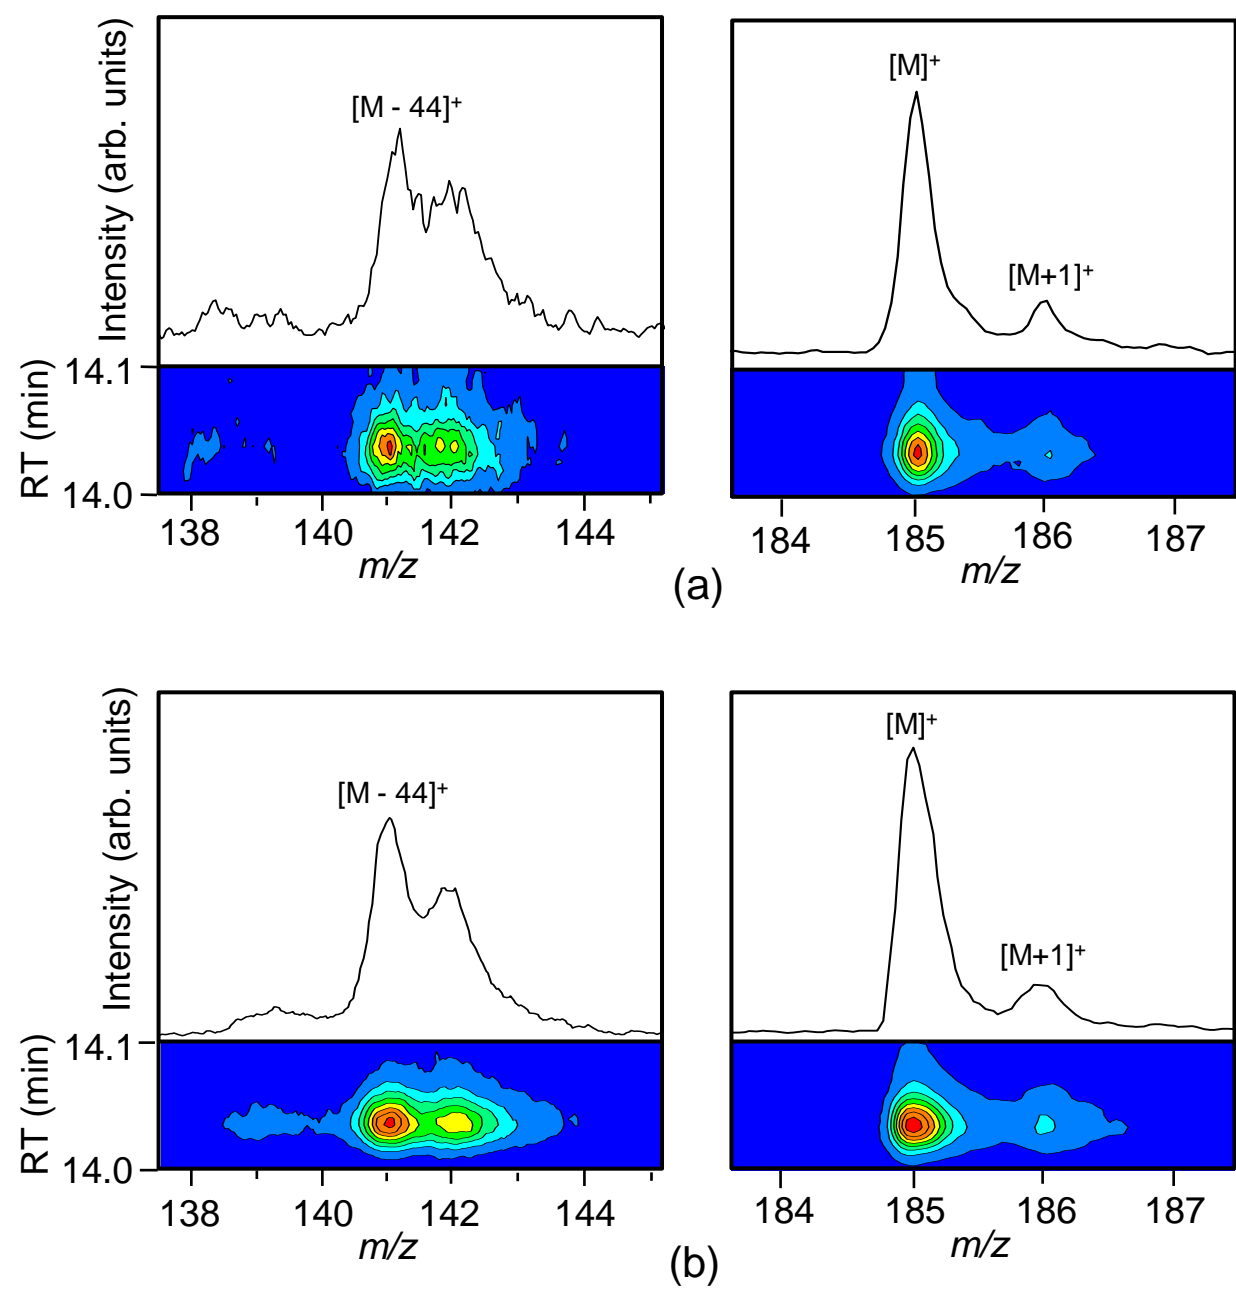 Intensity (arb. units)
[M - 44]+
[M]+
[M+1]+
RT (min)
14.1
14.0
138 140 142 144
m/z
184 185 186 187
m/z
(a)
Intensity (arb. units)
[M - 44]+
[M]+
[M+1]+
RT (min)
14.1
14.0
138 140 142 144
m/z
184 185 186 187
m/z
(b)